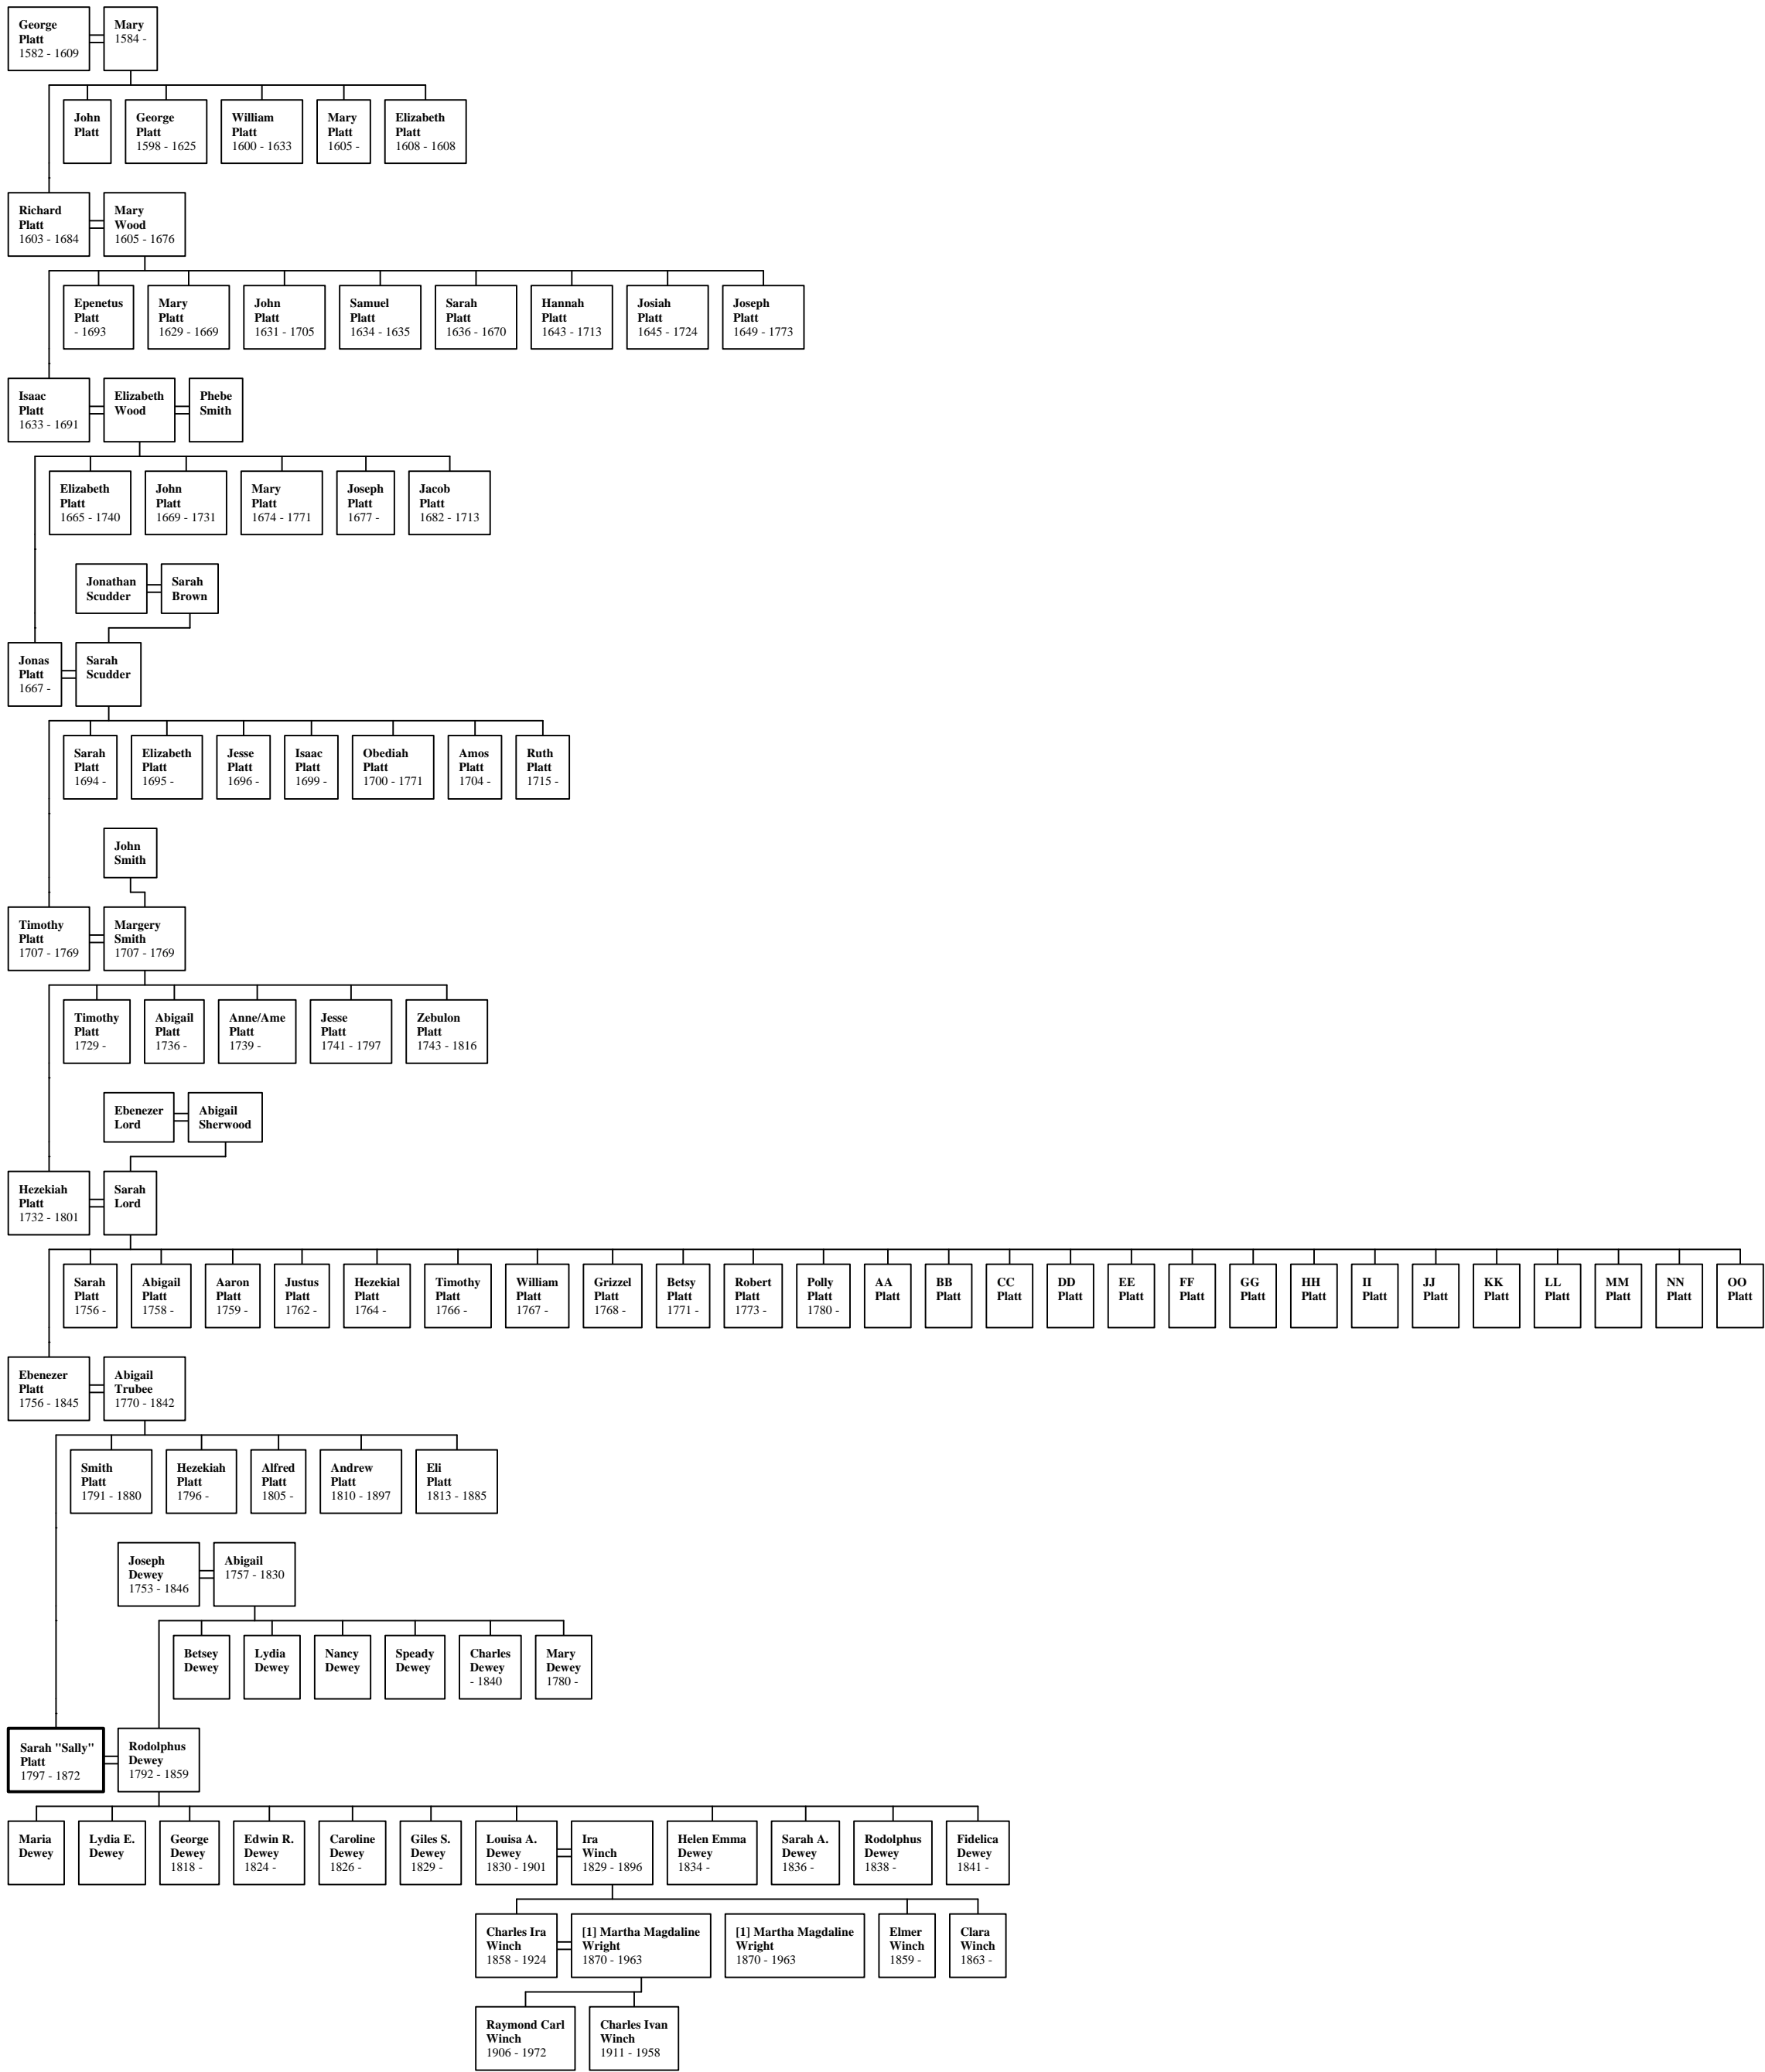 George
Platt
1582 - 1609
Mary
1584 -
John
Platt
George
Platt
1598 - 1625
William
Platt
1600 - 1633
Mary
Platt
1605 -
Elizabeth
Platt
1608 - 1608
Richard
Platt
1603 - 1684
Mary
Wood
1605 - 1676
Epenetus
Platt
- 1693
Mary
Platt
1629 - 1669
John
Platt
1631 - 1705
Samuel
Platt
1634 - 1635
Sarah
Platt
1636 - 1670
Hannah
Platt
1643 - 1713
Josiah
Platt
1645 - 1724
Joseph
Platt
1649 - 1773
Isaac
Platt
1633 - 1691
Elizabeth
Wood
Phebe
Smith
Elizabeth
Platt
1665 - 1740
John
Platt
1669 - 1731
Mary
Platt
1674 - 1771
Joseph
Platt
1677 -
Jacob
Platt
1682 - 1713
Jonathan
Scudder
Sarah
Brown
Jonas
Platt
1667 -
Sarah
Scudder
Sarah
Platt
1694 -
Elizabeth
Platt
1695 -
Jesse
Platt
1696 -
Isaac
Platt
1699 -
Obediah
Platt
1700 - 1771
Amos
Platt
1704 -
Ruth
Platt
1715 -
John
Smith
Timothy
Platt
1707 - 1769
Margery
Smith
1707 - 1769
Timothy
Platt
1729 -
Abigail
Platt
1736 -
Anne/Ame
Platt
1739 -
Jesse
Platt
1741 - 1797
Zebulon
Platt
1743 - 1816
Ebenezer
Lord
Abigail
Sherwood
Hezekiah
Platt
1732 - 1801
Sarah
Lord
Sarah
Platt
1756 -
Abigail
Platt
1758 -
Aaron
Platt
1759 -
Justus
Platt
1762 -
Hezekial
Platt
1764 -
Timothy
Platt
1766 -
William
Platt
1767 -
Grizzel
Platt
1768 -
Betsy
Platt
1771 -
Robert
Platt
1773 -
Polly
Platt
1780 -
AA
Platt
BB
Platt
CC
Platt
DD
Platt
EE
Platt
FF
Platt
GG
Platt
HH
Platt
II
Platt
JJ
Platt
KK
Platt
LL
Platt
MM
Platt
NN
Platt
OO
Platt
Ebenezer
Platt
1756 - 1845
Abigail
Trubee
1770 - 1842
Smith
Platt
1791 - 1880
Hezekiah
Platt
1796 -
Alfred
Platt
1805 -
Andrew
Platt
1810 - 1897
Eli
Platt
1813 - 1885
Joseph
Dewey
1753 - 1846
Abigail
1757 - 1830
Betsey
Dewey
Lydia
Dewey
Nancy
Dewey
Speady
Dewey
Charles
Dewey
- 1840
Mary
Dewey
1780 -
Sarah "Sally"
Platt
1797 - 1872
Rodolphus
Dewey
1792 - 1859
Maria
Dewey
Lydia E.
Dewey
George
Dewey
1818 -
Edwin R.
Dewey
1824 -
Caroline
Dewey
1826 -
Giles S.
Dewey
1829 -
Louisa A.
Dewey
1830 - 1901
Ira
Winch
1829 - 1896
Helen Emma
Dewey
1834 -
Sarah A.
Dewey
1836 -
Rodolphus
Dewey
1838 -
Fidelica
Dewey
1841 -
Charles Ira
Winch
1858 - 1924
[1] Martha Magdaline
Wright
1870 - 1963
[1] Martha Magdaline
Wright
1870 - 1963
Elmer
Winch
1859 -
Clara
Winch
1863 -
Raymond Carl
Winch
1906 - 1972
Charles Ivan
Winch
1911 - 1958